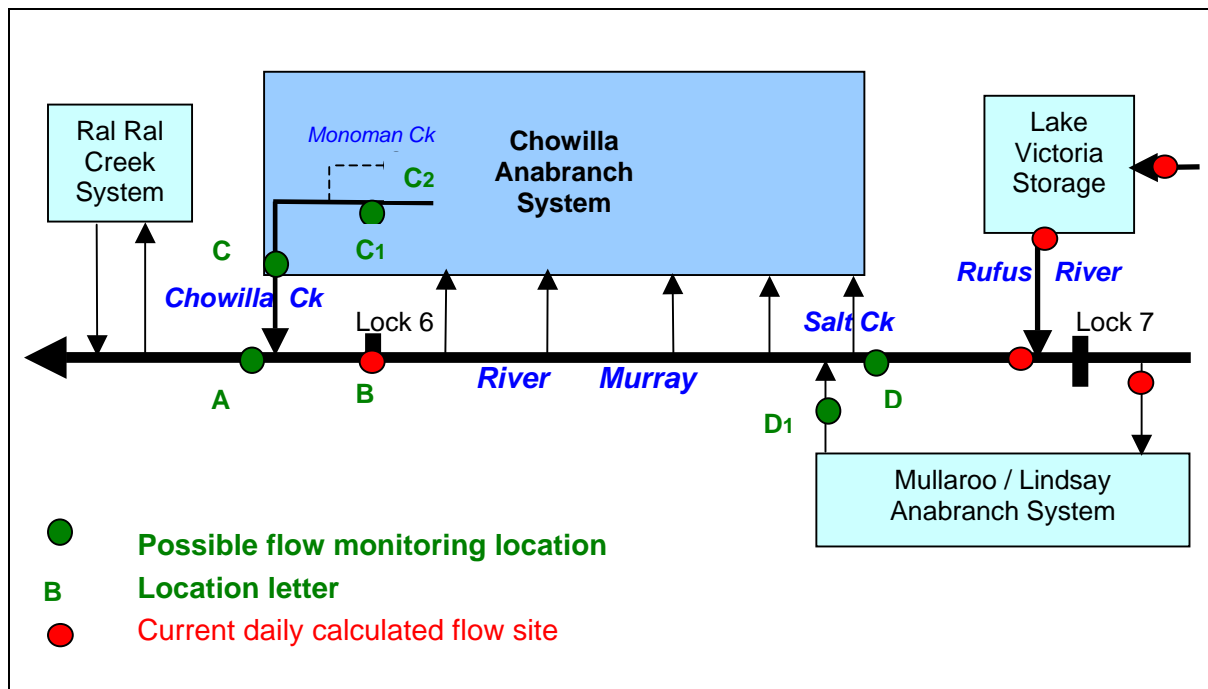 Ral Ral
Creek
System
Monoman Ck
C2
C1
Chowilla
Anabranch
System
Lake
Victoria
Storage
C
Chowilla Ck
Rufus River
Salt Ck
Lock 6
Lock 7
A
B
River Murray
D1
D
Mullaroo / Lindsay
Anabranch System
Possible flow monitoring location
B Location letter
Current daily calculated flow site